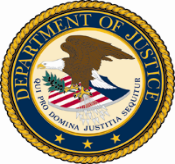 DEPARTMENT OF JUSTICE
QUI PRO DOMINA JUSTITIA SEQUITUR